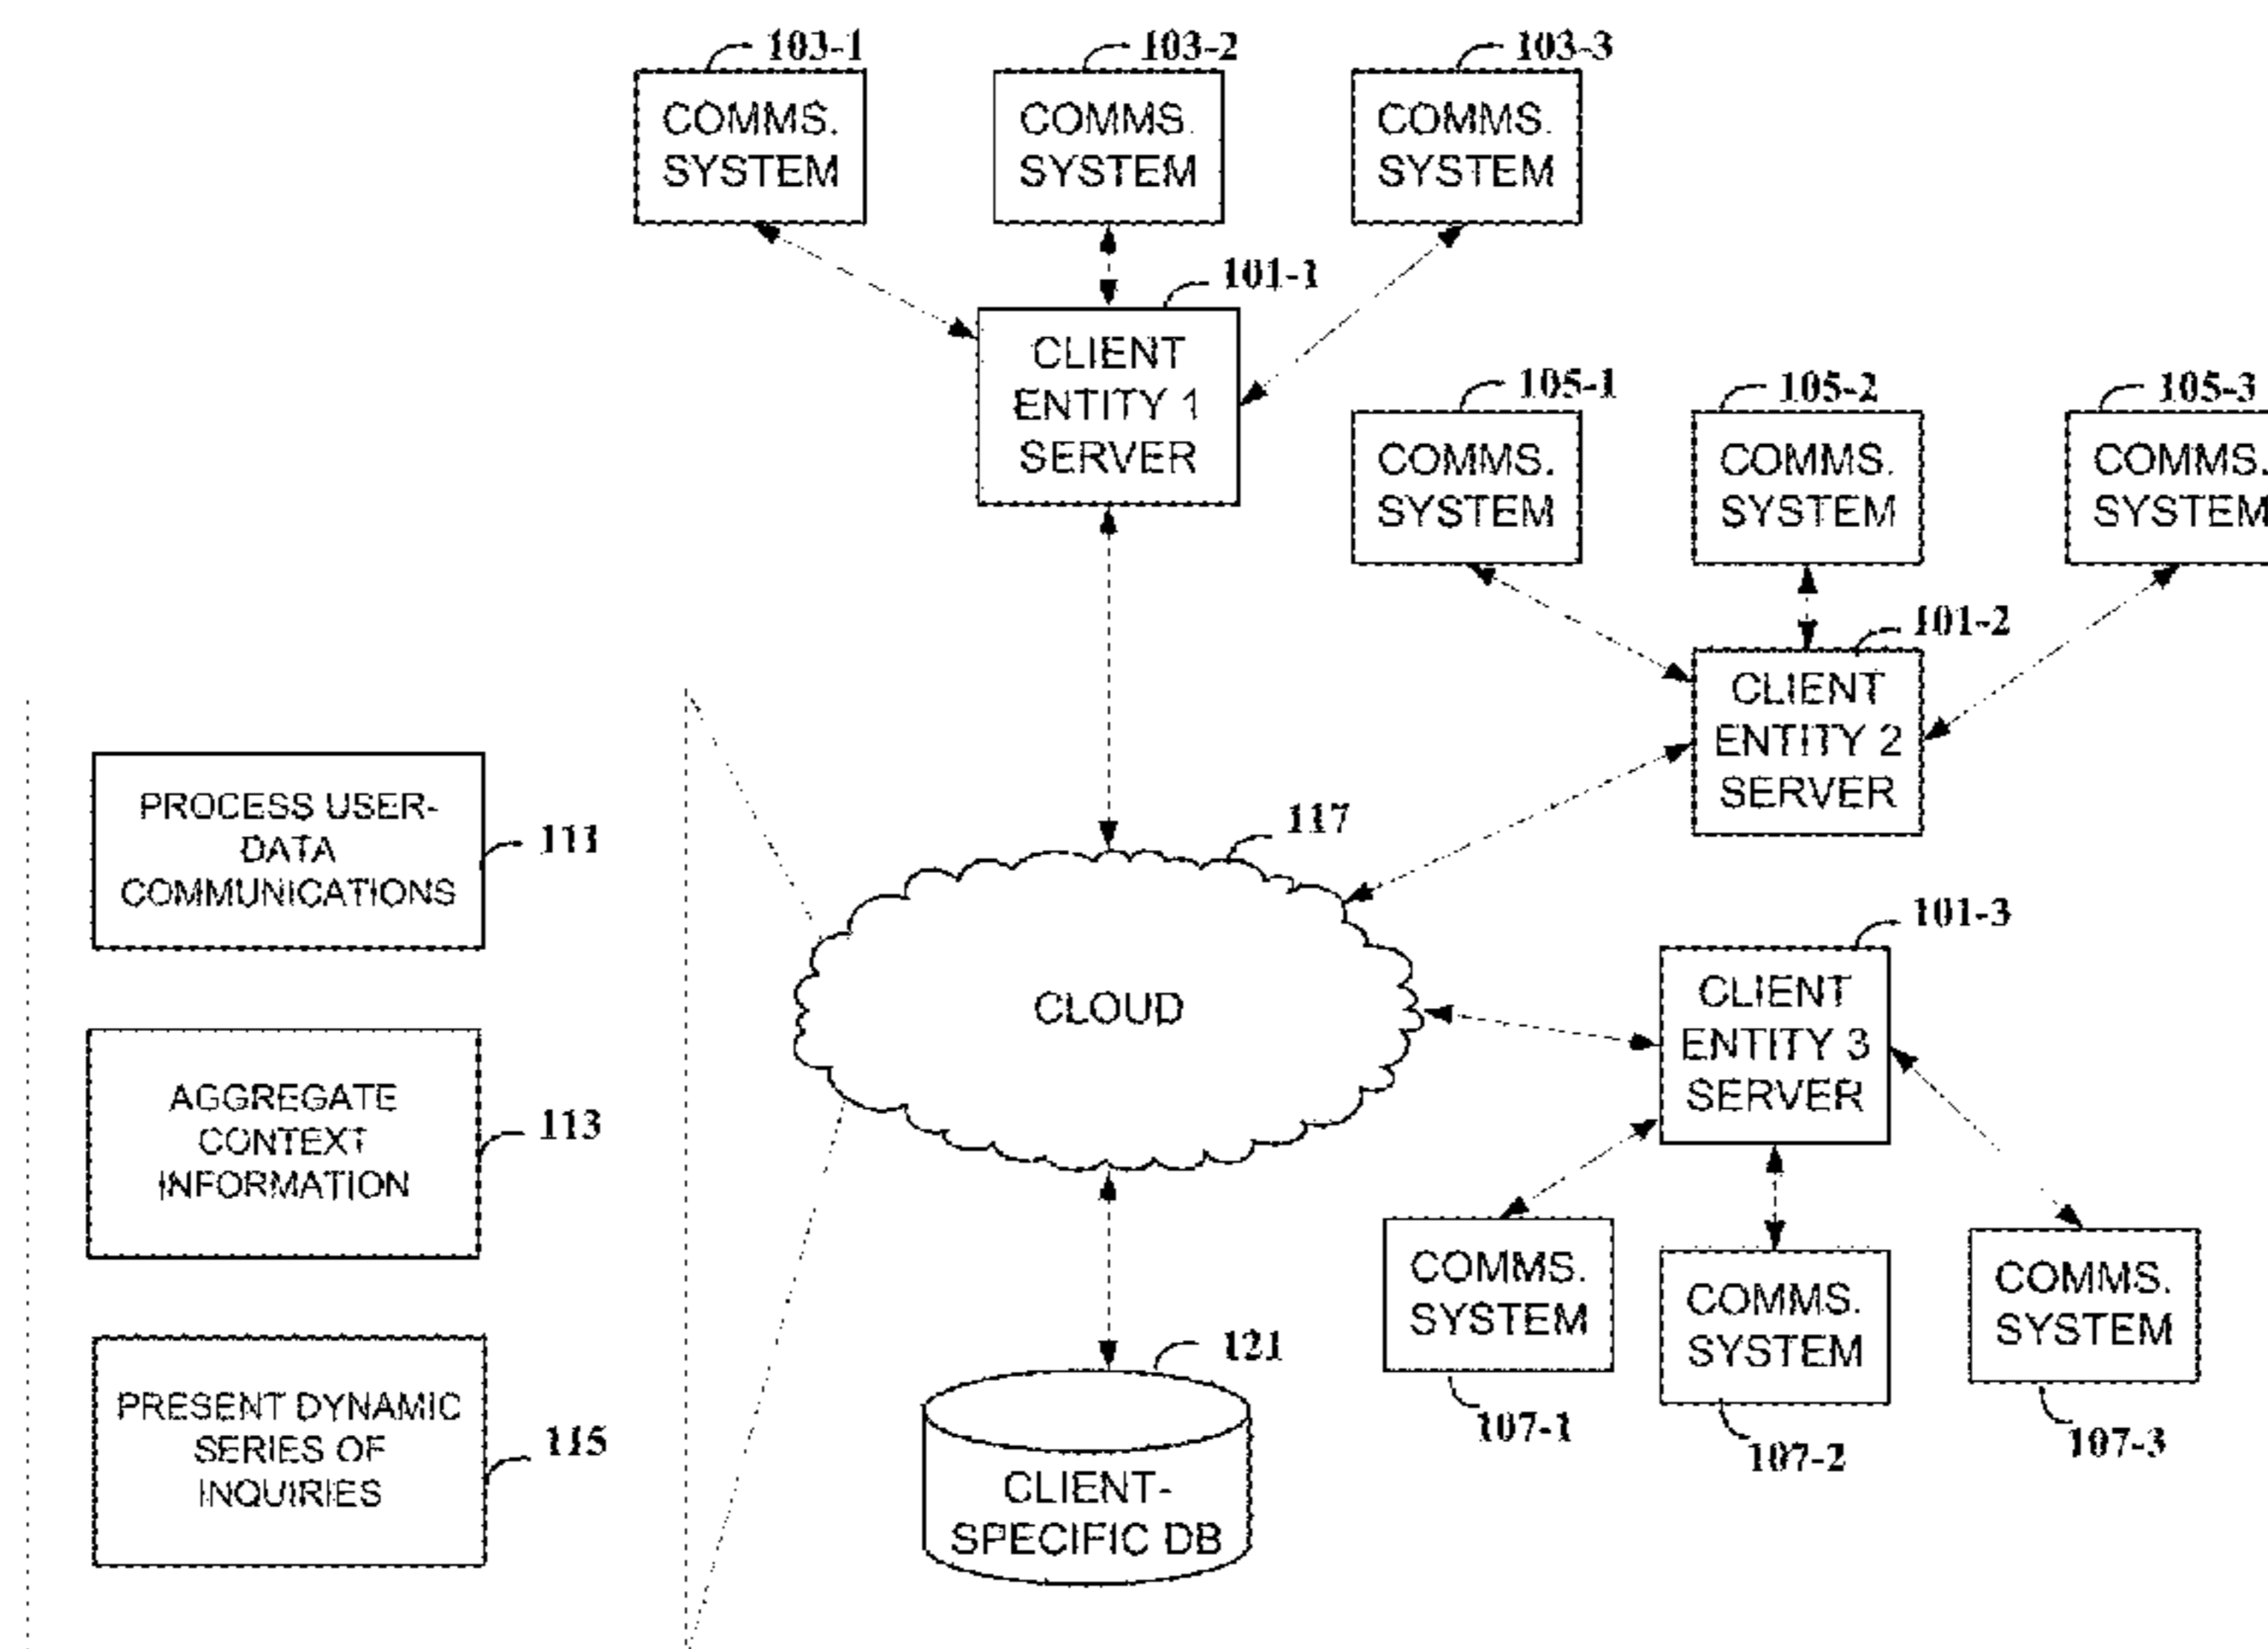 103-1
103-2
103-3
COMMS.
SYSTEM
COMMS.
SYSTEM
COMMS.
SYSTEM
101-1
CLIENT
ENTITY 1
SERVER
105-1
105-2
105-3
COMMS.
SYSTEM
COMMS.
SYSTEM
COMMS.
SYSTEM
101-2
CLIENT
ENTITY 2
SERVER
PROCESS USER-
DATA
COMMUNICATIONS
111
117
CLOUD
101-3
CLIENT
ENTITY 3
SERVER
AGGREGATE
CONTEXT
INFORMATION
113
COMMS.
SYSTEM
COMMS.
SYSTEM
COMMS.
SYSTEM
107-1
107-2
107-3
PRESENT DYNAMIC
SERIES OF
INQUIRIES
115
121
CLIENT-
SPECIFIC DB